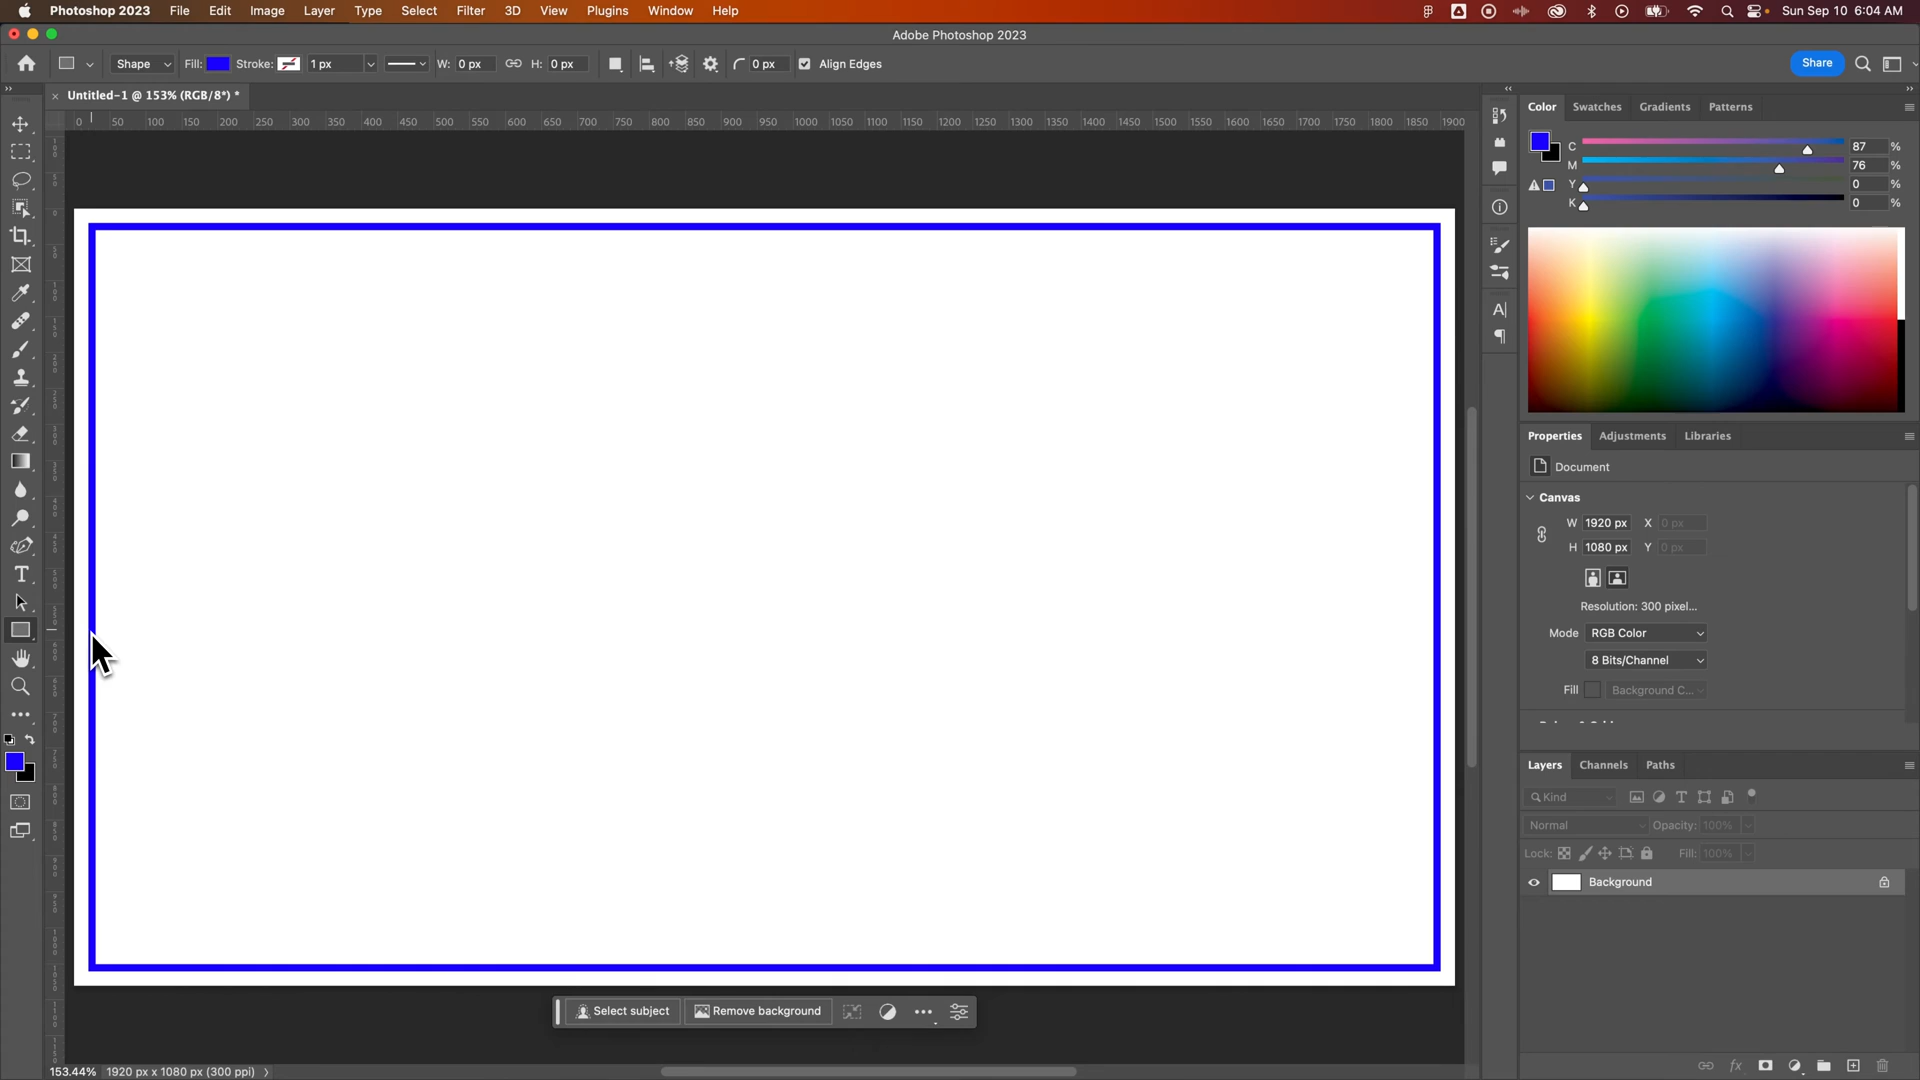 Photoshop 2023 File Edit Image Layer Type Select Filter 3D View Plugins Window Help Sun Sep 10 6:04 AM
Adobe Photoshop 2023
Shape Fill: Stroke: 1 px W: 0 px H: 0 px 0 px Align Edges Share
Untitled-1 @ 153% (RGB/8*) *
0 50 100 150 200 250 300 350 400 450 500 550 600 650 700 750 800 850 900 950 1000 1050 1100 1150 1200 1250 1300 1350 1400 1450 1500 1550 1600 1650 1700 1750 1800 1850 1900
Color Swatches Gradients Patterns
C 87 %
M 76 %
Y 0 %
K 0 %
Properties Adjustments Libraries
Document
Canvas
W 1920 px X 0 px
H 1080 px Y 0 px
Resolution: 300 pixel...
Mode RGB Color
8 Bits/Channel
Fill Background C...
Layers Channels Paths
Kind
Normal Opacity: 100%
Lock: Fill: 100%
Background
Select subject Remove background
153.44% 1920 px x 1080 px (300 ppi)